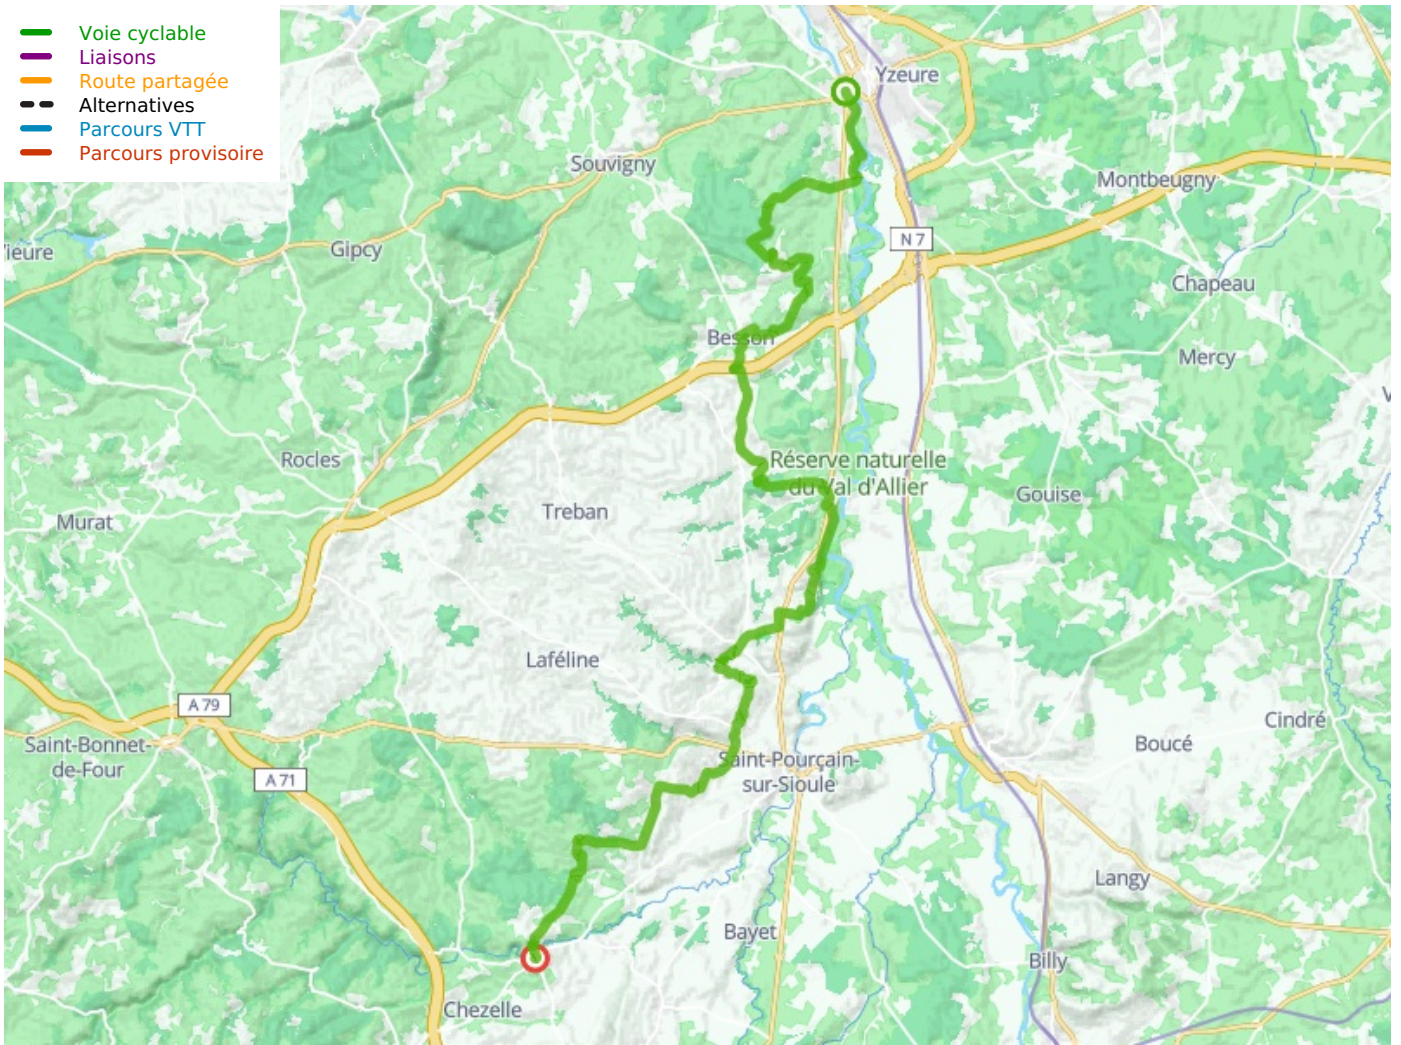 Voie cyclable
Liaisons
Route partagée
Alternatives
Parcours VTT
Parcours provisoire
Yzeure
Souvigny
Montbeugny
N 7
Gipcy
Chapeau
Besson
Mercy
Rocles
Réserve naturelle
du Val d'Allier
Gouise
Treban
Murat
Laféline
A 79
Cindré
Saint-Bonnet-
de-Four
Boucé
A 71
Saint-Pourçain-
sur-Sioule
Langy
Bayet
Billy
Chezelle